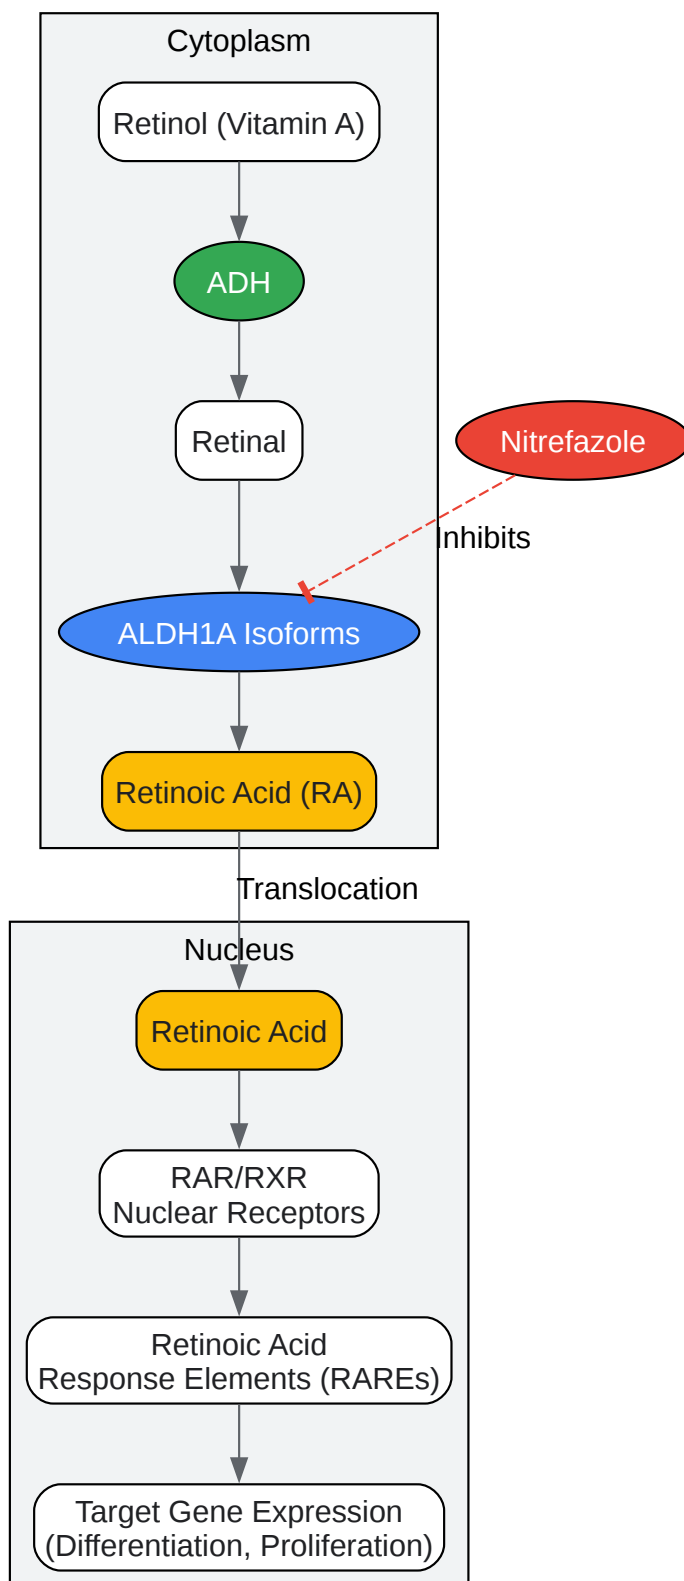 Cytoplasm
Retinol (Vitamin A)
ADH
Retinal
Nitrefazole
Inhibits
ALDH1A Isoforms
Retinoic Acid (RA)
Translocation
Nucleus
Retinoic Acid
RAR/RXR
Nuclear Receptors
Retinoic Acid
Response Elements (RAREs)
Target Gene Expression
(Differentiation, Proliferation)